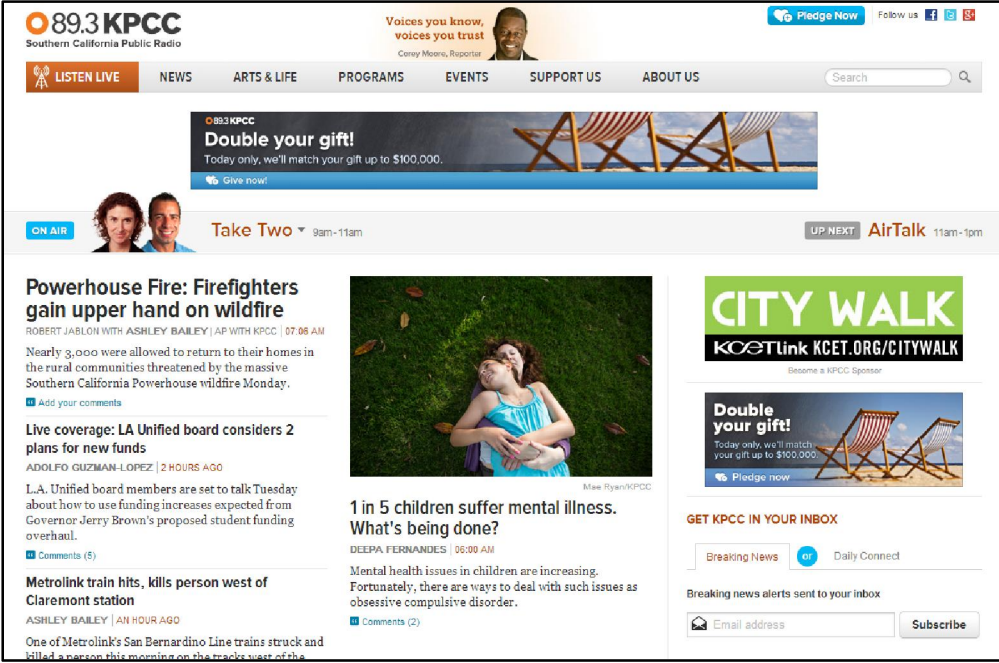 89.3 KPCC
Southern California Public Radio
Voices you know,
voices you trust
Corey Moore, Reporter
Pledge Now
Follow us
LISTEN LIVE
NEWS
ARTS & LIFE
PROGRAMS
EVENTS
SUPPORT US
ABOUT US
Search
89.3 KPCC
Double your gift!
Today only, we'll match your gift up to $100,000.
Give now!
ON AIR
Take Two
9am-11am
UP NEXT
AirTalk
11am-1pm
Powerhouse Fire: Firefighters
gain upper hand on wildfire
ROBERT JABLON WITH ASHLEY BAILEY | AP WITH KPCC | 07:06 AM
Nearly 3,000 were allowed to return to their homes in
the rural communities threatened by the massive
Southern California Powerhouse wildfire Monday.
Add your comments
Live coverage: LA Unified board considers 2
plans for new funds
ADOLFO GUZMAN-LOPEZ | 2 HOURS AGO
L.A. Unified board members are set to talk Tuesday
about how to use funding increases expected from
Governor Jerry Brown's proposed student funding
overhaul.
Comments (5)
Metrolink train hits, kills person west of
Claremont station
ASHLEY BAILEY | AN HOUR AGO
One of Metrolink's San Bernardino Line trains struck and
killed a person this morning on the tracks west of the
Mae Ryan/KPCC
1 in 5 children suffer mental illness.
What's being done?
DEEPA FERNANDES | 06:00 AM
Mental health issues in children are increasing.
Fortunately, there are ways to deal with such issues as
obsessive compulsive disorder.
Comments (2)
CITY WALK
KCETLink KCET.ORG/CITYWALK
Become a KPCC Sponsor
Double
your gift!
Today only, we'll match
your gift up to $100,000.
Pledge now
GET KPCC IN YOUR INBOX
Breaking News
or
Daily Connect
Breaking news alerts sent to your inbox
Email address
Subscribe